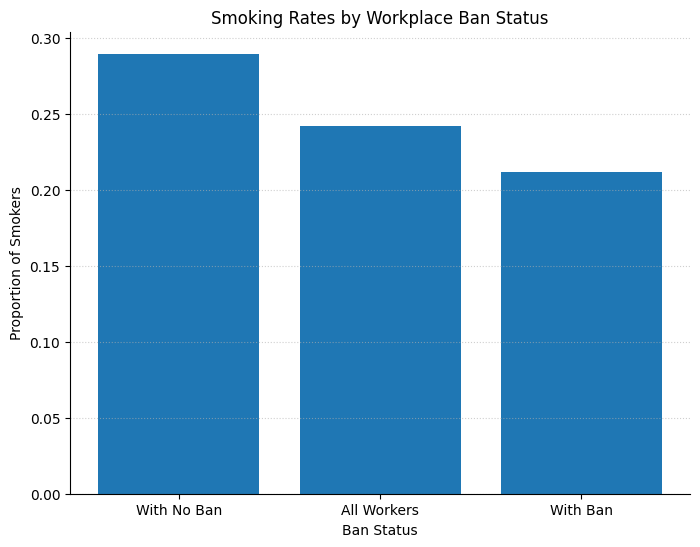 Smoking Rates by Workplace Ban Status
0.30
0.25
0.20
0.15
0.10
0.05
0.00
Proportion of Smokers
With No Ban
All Workers
With Ban
Ban Status